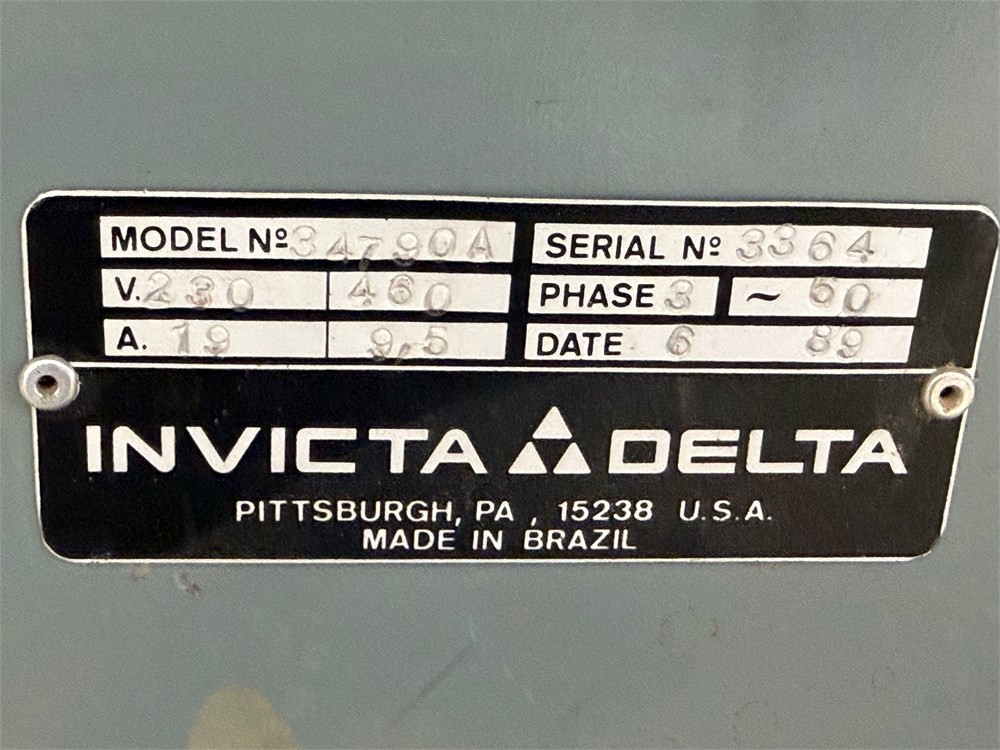 MODEL Nº 34790A SERIAL Nº 3364
V. 230 460 PHASE 3 ~ 60
A. 19 9,5 DATE 6 89
INVICTA DELTA
PITTSBURGH, PA , 15238 U.S.A.
MADE IN BRAZIL